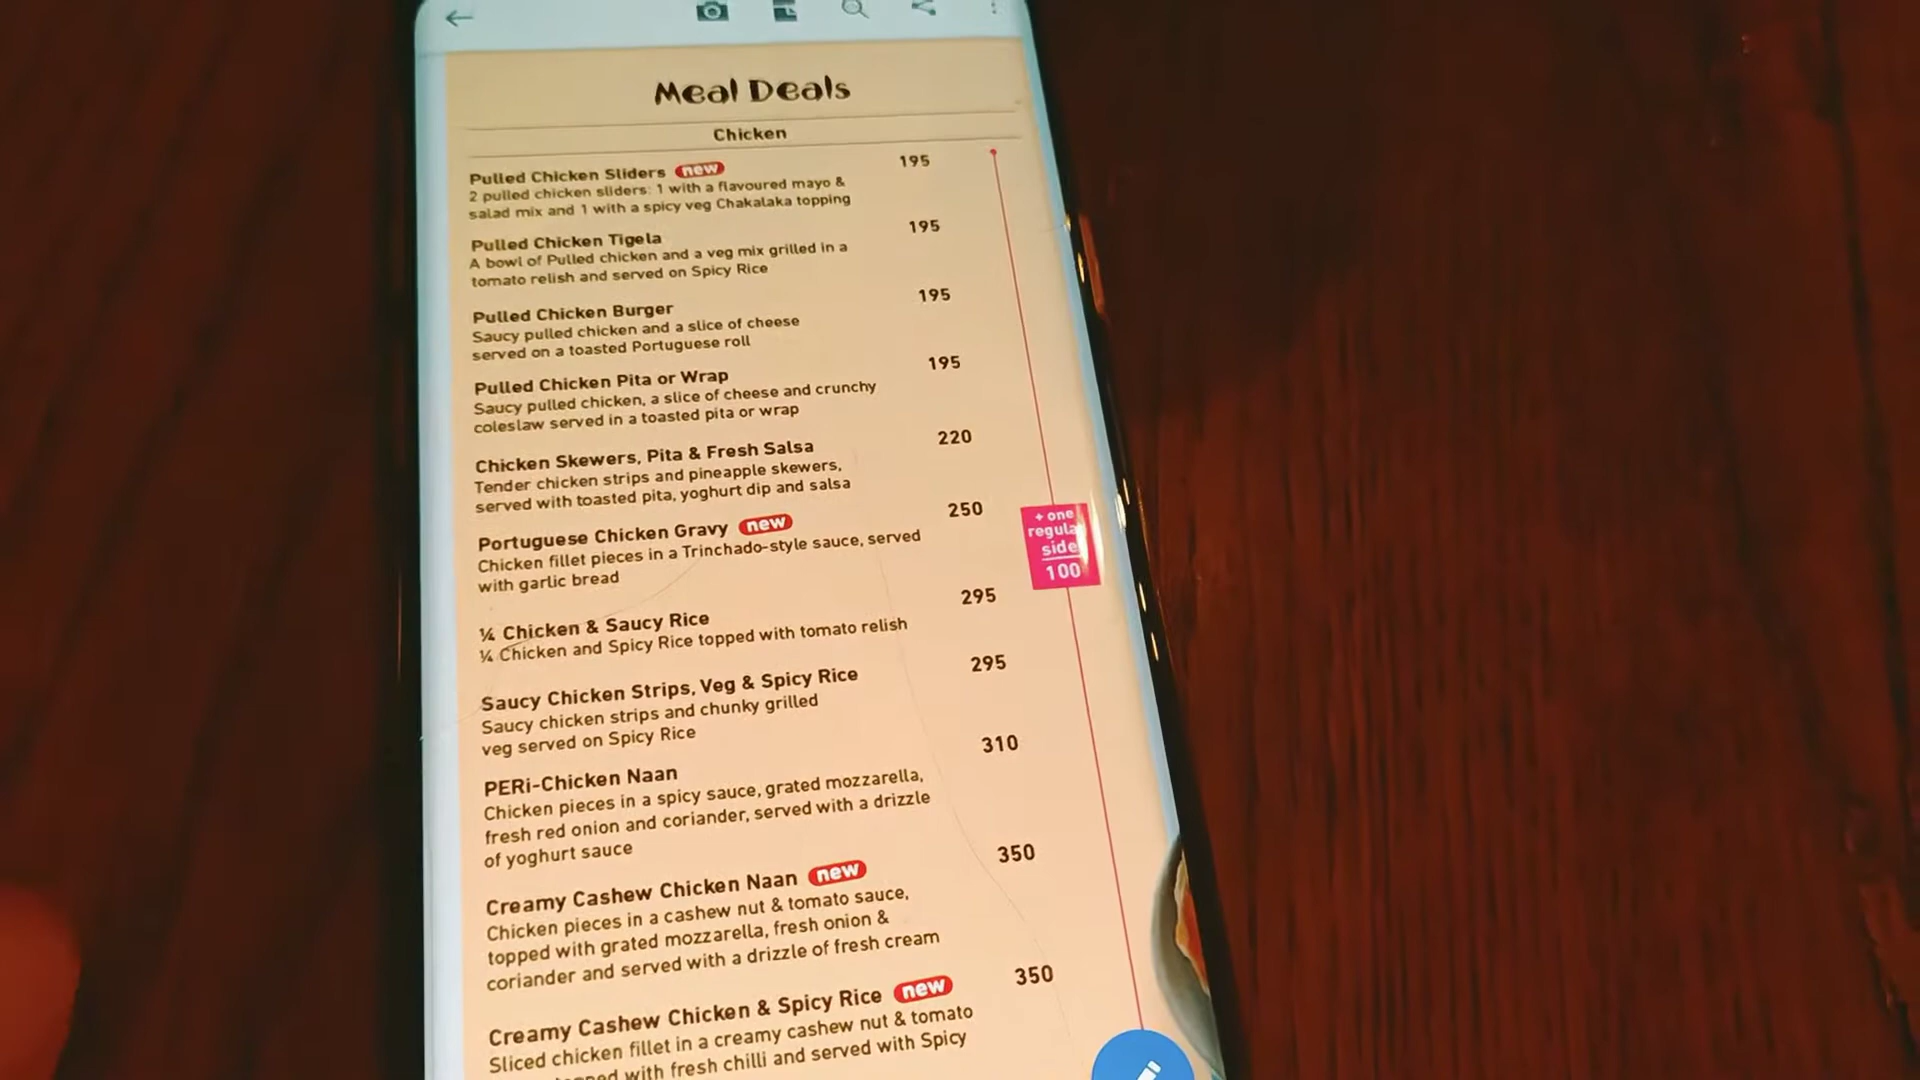 Meal Deals
Chicken
Pulled Chicken Sliders new 195
2 pulled chicken sliders: 1 with a flavoured mayo &
salad mix and 1 with a spicy veg Chakalaka topping
Pulled Chicken Tigela 195
A bowl of Pulled chicken and a veg mix grilled in a
tomato relish and served on Spicy Rice
Pulled Chicken Burger 195
Saucy pulled chicken and a slice of cheese
served on a toasted Portuguese roll
Pulled Chicken Pita or Wrap 195
Saucy pulled chicken, a slice of cheese and crunchy
coleslaw served in a toasted pita or wrap
Chicken Skewers, Pita & Fresh Salsa 220
Tender chicken strips and pineapple skewers,
served with toasted pita, yoghurt dip and salsa
Portuguese Chicken Gravy new 250
Chicken fillet pieces in a Trinchado-style sauce, served
with garlic bread
+ one
regular
side
100
¼ Chicken & Saucy Rice 295
¼ Chicken and Spicy Rice topped with tomato relish
Saucy Chicken Strips, Veg & Spicy Rice 295
Saucy chicken strips and chunky grilled
veg served on Spicy Rice
PERi-Chicken Naan 310
Chicken pieces in a spicy sauce, grated mozzarella,
fresh red onion and coriander, served with a drizzle
of yoghurt sauce
Creamy Cashew Chicken Naan new 350
Chicken pieces in a cashew nut & tomato sauce,
topped with grated mozzarella, fresh onion &
coriander and served with a drizzle of fresh cream
Creamy Cashew Chicken & Spicy Rice new 350
Sliced chicken fillet in a creamy cashew nut & tomato
with fresh chilli and served with Spicy